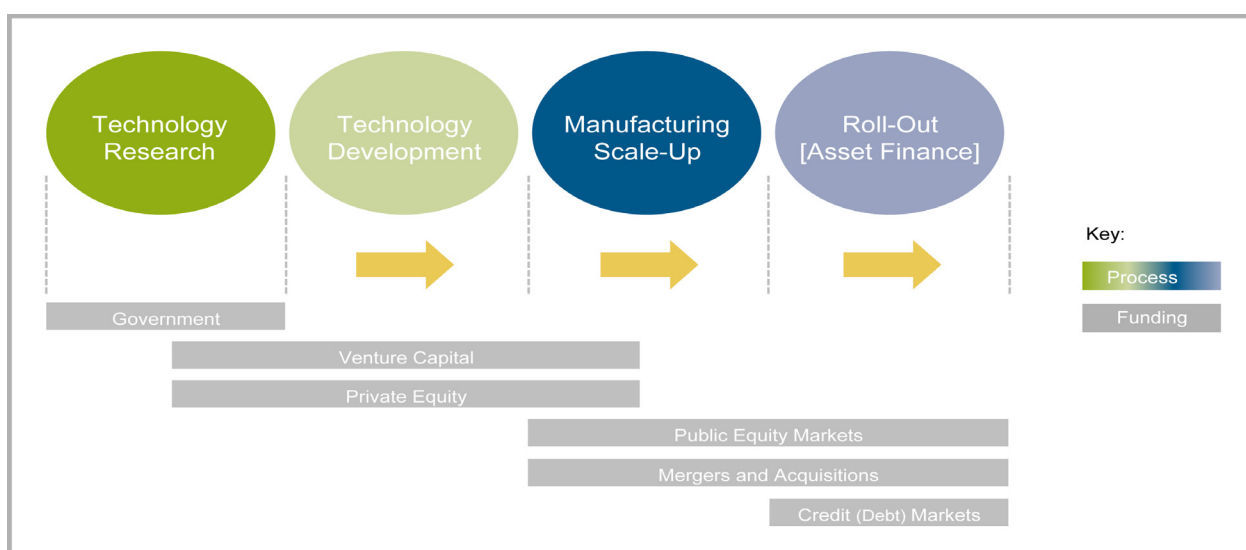 Technology
Research
Technology
Development
Manufacturing
Scale-Up
Roll-Out
[Asset Finance]
Key:
Process
Funding
Government
Venture Capital
Private Equity
Public Equity Markets
Mergers and Acquisitions
Credit (Debt) Markets